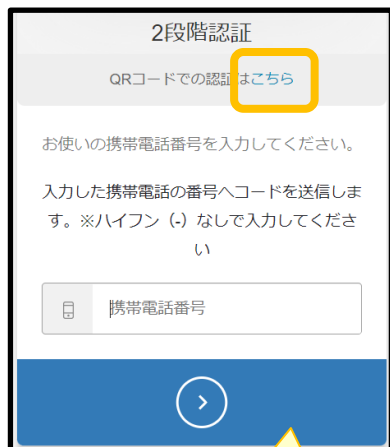 2段階認証
QRコードでの認証はこちら
お使いの携帯電話番号を入力してください。
入力した携帯電話の番号へコードを送信しま
す。※ハイフン（-）なしで入力してくださ
い
携帯電話番号